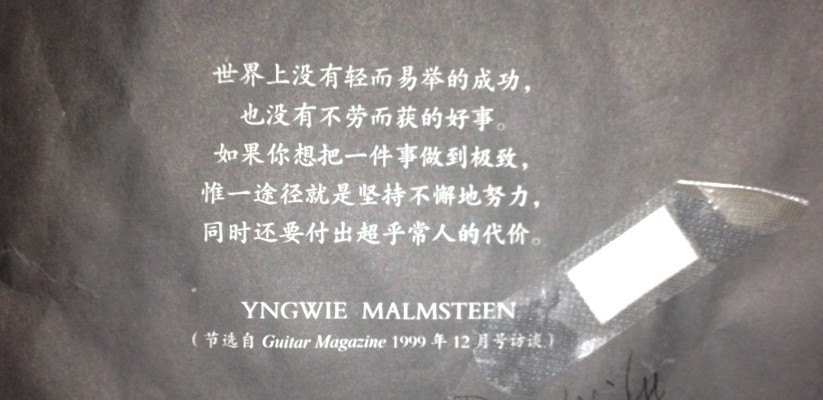 世界上没有轻而易举的成功，
也没有不劳而获的好事。
如果你想把一件事做到极致，
惟一途径就是坚持不懈地努力，
同时还要付出超乎常人的代价。
YNGWIE MALMSTEEN
（节选自 Guitar Magazine 1999 年 12 月号访谈）